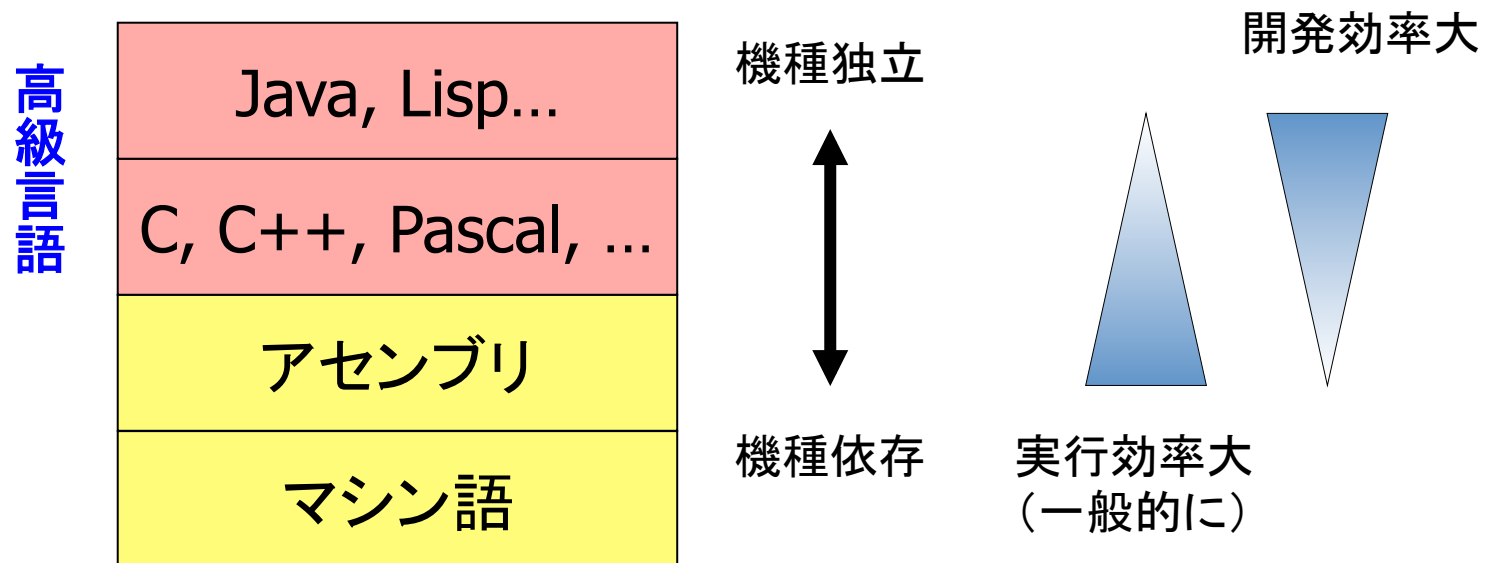 高級言語
Java, Lisp…
C, C++, Pascal, …
アセンブリ
マシン語
機種独立
機種依存
開発効率大
実行効率大
（一般的に）